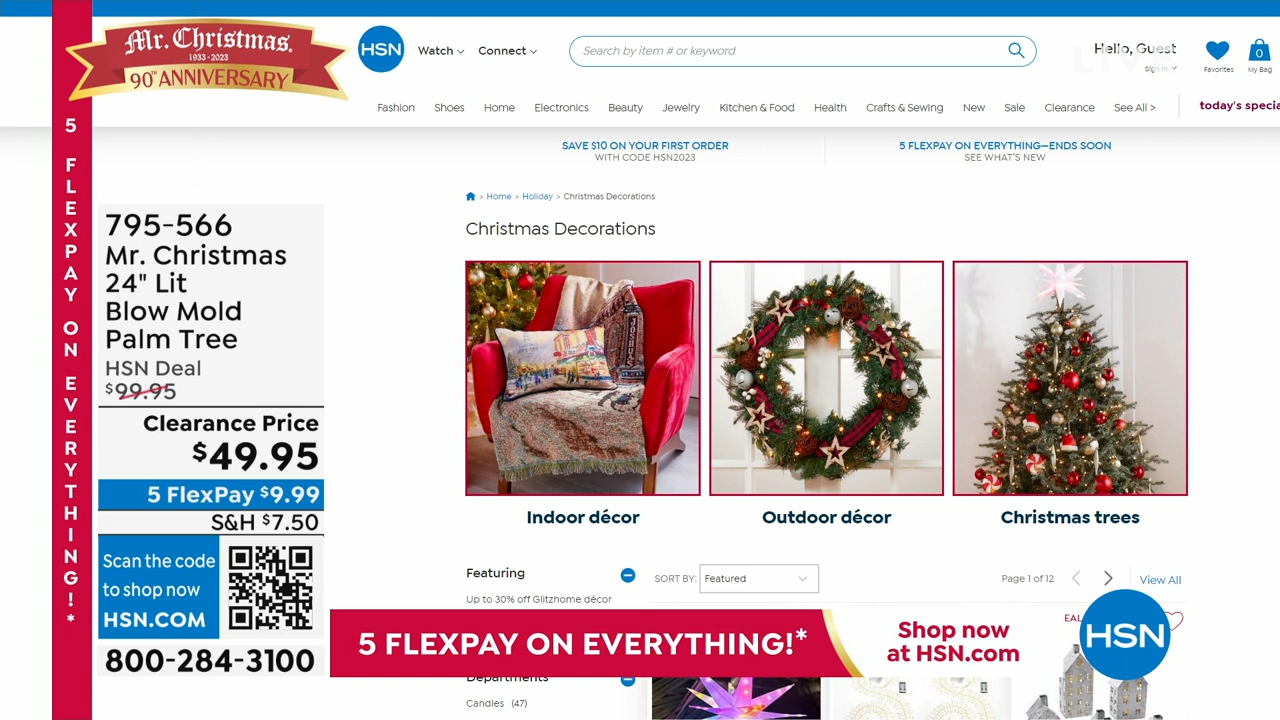 Mr. Christmas.
1933-2023
90TH ANNIVERSARY
5 FLEXPAY ON EVERYTHING!*
HSN
Watch
Connect
Search by item # or keyword
Hello, Guest
Sign In
LIVE
Favorites
0
My Bag
Fashion
Shoes
Home
Electronics
Beauty
Jewelry
Kitchen & Food
Health
Crafts & Sewing
New
Sale
Clearance
See All >
today's specia
SAVE $10 ON YOUR FIRST ORDER
WITH CODE HSN2023
5 FLEXPAY ON EVERYTHING—ENDS SOON
SEE WHAT'S NEW
> Home > Holiday > Christmas Decorations
Christmas Decorations
795-566
Mr. Christmas
24" Lit
Blow Mold
Palm Tree
HSN Deal
$99.95
Clearance Price
$49.95
5 FlexPay $9.99
S&H $7.50
Scan the code
to shop now
HSN.COM
800-284-3100
JOSHUA
Indoor décor
Outdoor décor
Christmas trees
Featuring
Up to 30% off Glitzhome décor
SORT BY:
Featured
Page 1 of 12
View All
5 FLEXPAY ON EVERYTHING!*
Shop now
at HSN.com
EAL
HSN
Departments
Candles (47)